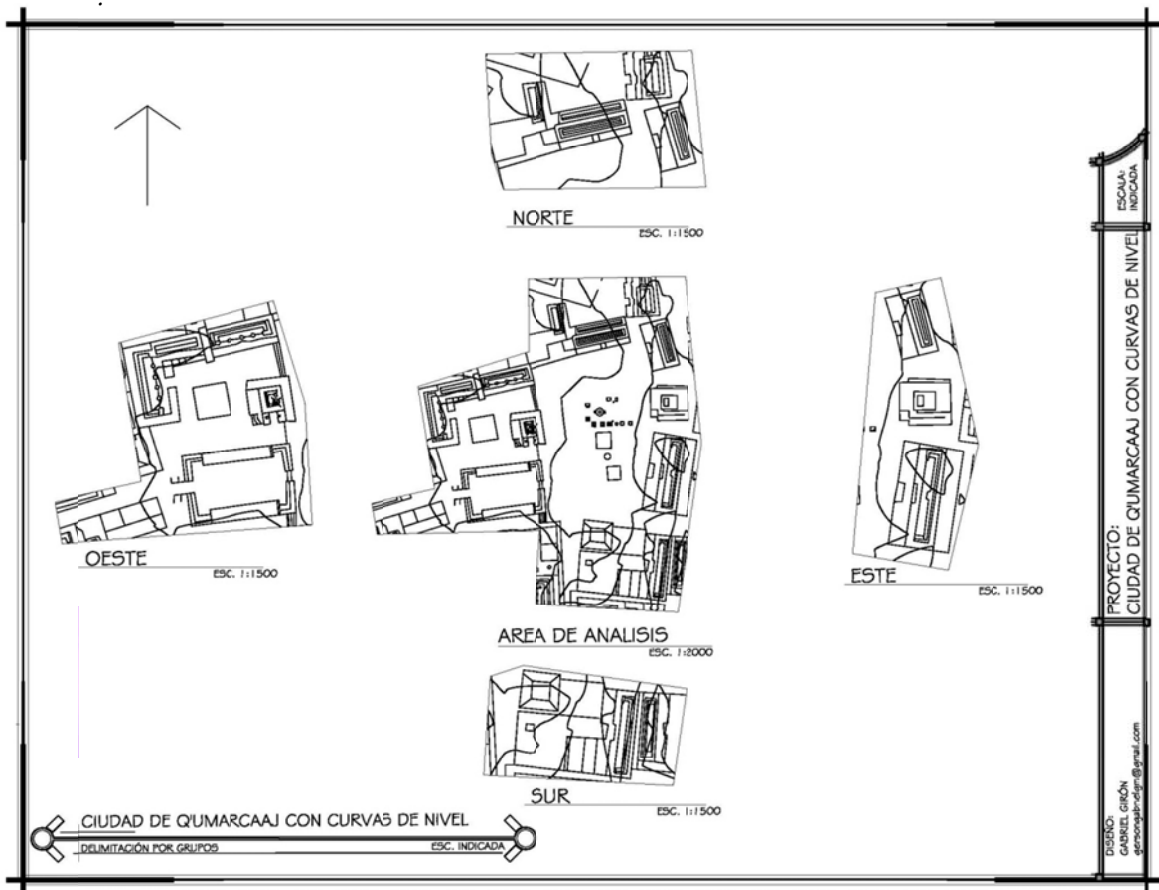 NORTE
ESC. 1:1500
OESTE
ESC. 1:1500
AREA DE ANALISIS
ESC. 1:2000
ESTE
ESC. 1:1500
SUR
ESC. 1:1500
CIUDAD DE Q'UMARCAAJ CON CURVAS DE NIVEL
DELIMITACIÓN POR GRUPOS
ESC. INDICADA
ESCALA:
INDICADA
PROYECTO:
CIUDAD DE Q'UMARCAAJ CON CURVAS DE NIVEL
DISEÑO:
GABRIEL GIRÓN